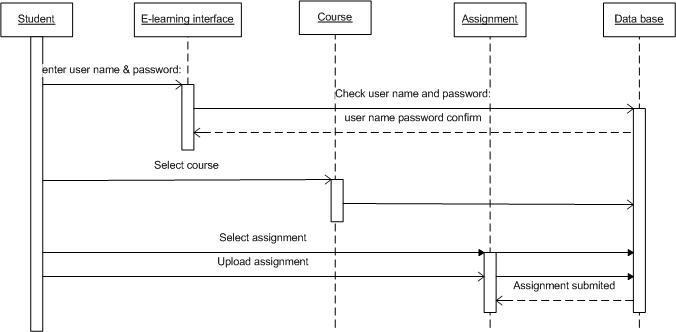 Student
E-learning interface
Course
Assignment
Data base
enter user name & password:
Check user name and password:
user name password confirm
Select course
Select assignment
Upload assignment
Assignment submited